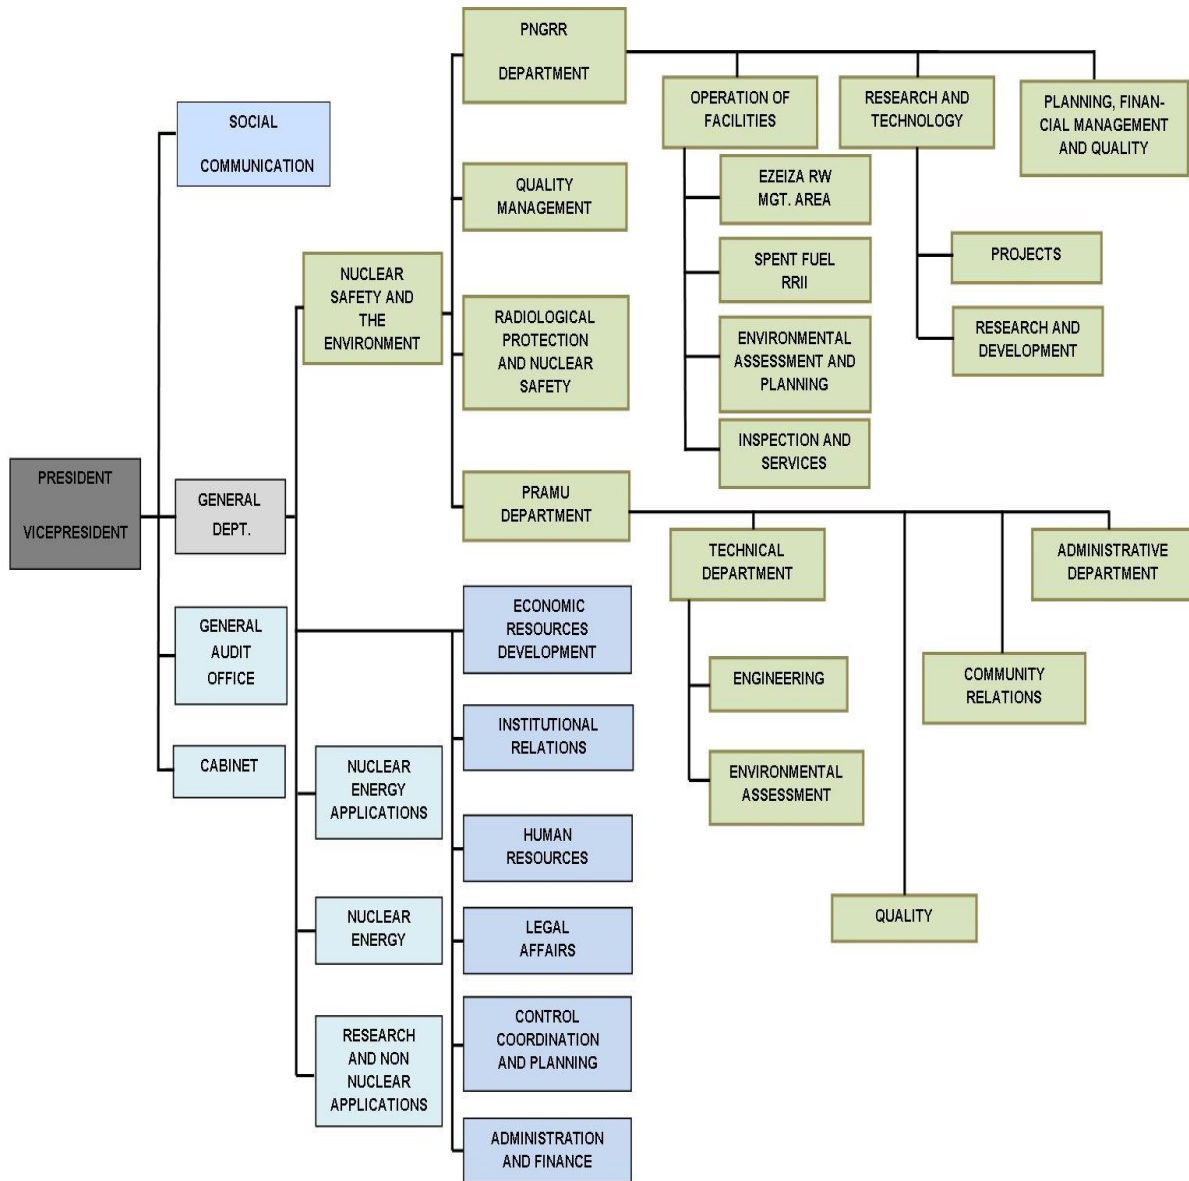 PNGRR
DEPARTMENT
OPERATION OF
FACILITIES
RESEARCH AND
TECHNOLOGY
PLANNING, FINAN-
CIAL MANAGEMENT
AND QUALITY
SOCIAL
COMMUNICATION
QUALITY
MANAGEMENT
EZEIZA RW
MGT. AREA
SPENT FUEL
RRII
PROJECTS
NUCLEAR
SAFETY AND
THE
ENVIRONMENT
RADIOLOGICAL
PROTECTION
AND NUCLEAR
SAFETY
ENVIRONMENTAL
ASSESSMENT AND
PLANNING
RESEARCH AND
DEVELOPMENT
INSPECTION AND
SERVICES
PRESIDENT
VICEPRESIDENT
GENERAL
DEPT.
PRAMU
DEPARTMENT
TECHNICAL
DEPARTMENT
ADMINISTRATIVE
DEPARTMENT
GENERAL
AUDIT
OFFICE
ECONOMIC
RESOURCES
DEVELOPMENT
ENGINEERING
COMMUNITY
RELATIONS
CABINET
INSTITUTIONAL
RELATIONS
NUCLEAR
ENERGY
APPLICATIONS
ENVIRONMENTAL
ASSESSMENT
HUMAN
RESOURCES
QUALITY
NUCLEAR
ENERGY
LEGAL
AFFAIRS
RESEARCH
AND NON
NUCLEAR
APPLICATIONS
CONTROL
COORDINATION
AND PLANNING
ADMINISTRATION
AND FINANCE